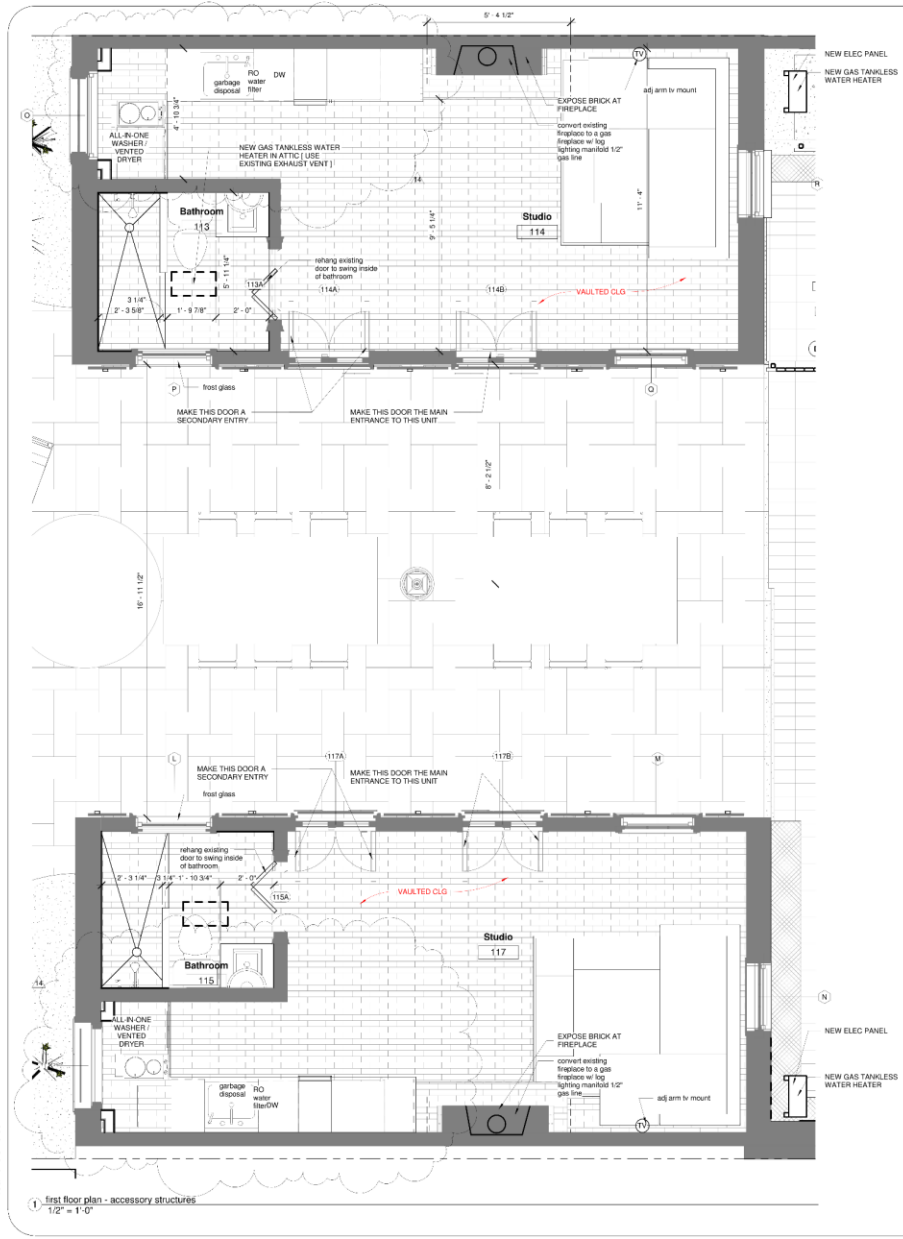 5' - 4 1/2"
TV
NEW ELEC PANEL
NEW GAS TANKLESS
WATER HEATER
garbage
disposal
RO
water
filter
DW
adj arm tv mount
EXPOSE BRICK AT
FIREPLACE
convert existing
fireplace to a gas
fireplace w/ log
lighting manifold 1/2"
gas line
4' - 10 3/4"
O
ALL-IN-ONE
WASHER /
VENTED
DRYER
NEW GAS TANKLESS WATER
HEATER IN ATTIC [ USE
EXISTING EXHAUST VENT ]
14
R
11' - 4"
Bathroom
113
Studio
114
9' - 5 1/4"
5' - 11 1/4"
rehang existing
door to swing inside
of bathroom
113A
114A
114B
VAULTED CLG
3 1/4"
2' - 3 5/8"
1' - 9 7/8"
2' - 0"
P
frost glass
Q
MAKE THIS DOOR A
SECONDARY ENTRY
MAKE THIS DOOR THE MAIN
ENTRANCE TO THIS UNIT
8' - 2 1/2"
16' - 11 1/2"
L
117A
117B
M
MAKE THIS DOOR A
SECONDARY ENTRY
MAKE THIS DOOR THE MAIN
ENTRANCE TO THIS UNIT
frost glass
rehang existing
door to swing inside
of bathroom
2' - 3 1/4"
3 1/4"
1' - 10 3/4"
2' - 0"
115A
VAULTED CLG
Studio
117
Bathroom
115
14
N
ALL-IN-ONE
WASHER /
VENTED
DRYER
EXPOSE BRICK AT
FIREPLACE
NEW ELEC PANEL
convert existing
fireplace to a gas
fireplace w/ log
lighting manifold 1/2"
gas line
NEW GAS TANKLESS
WATER HEATER
garbage
disposal
RO
water
filter
DW
adj arm tv mount
TV
1
first floor plan - accessory structures
1/2" = 1'-0"